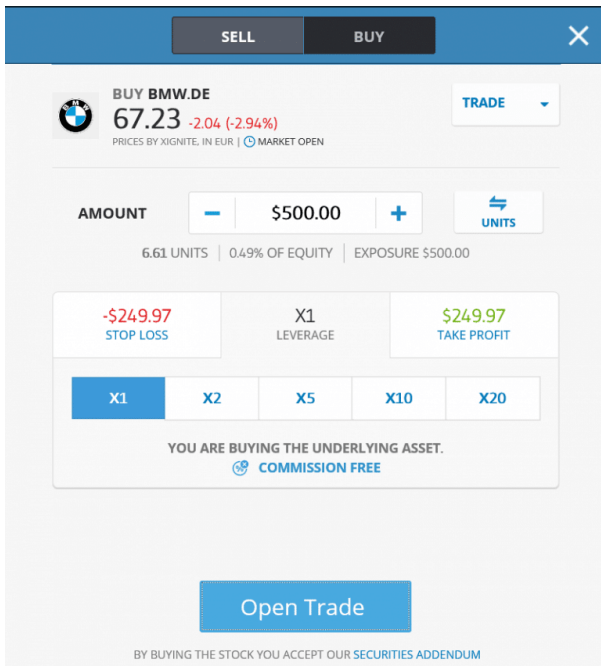 SELL BUY
BMW
BUY BMW.DE
67.23 -2.04 (-2.94%)
PRICES BY XIGNITE, IN EUR | MARKET OPEN
TRADE
AMOUNT
− $500.00 +
UNITS
6.61 UNITS | 0.49% OF EQUITY | EXPOSURE $500.00
-$249.97 X1 $249.97
STOP LOSS LEVERAGE TAKE PROFIT
X1 X2 X5 X10 X20
YOU ARE BUYING THE UNDERLYING ASSET.
COMMISSION FREE
Open Trade
BY BUYING THE STOCK YOU ACCEPT OUR SECURITIES ADDENDUM